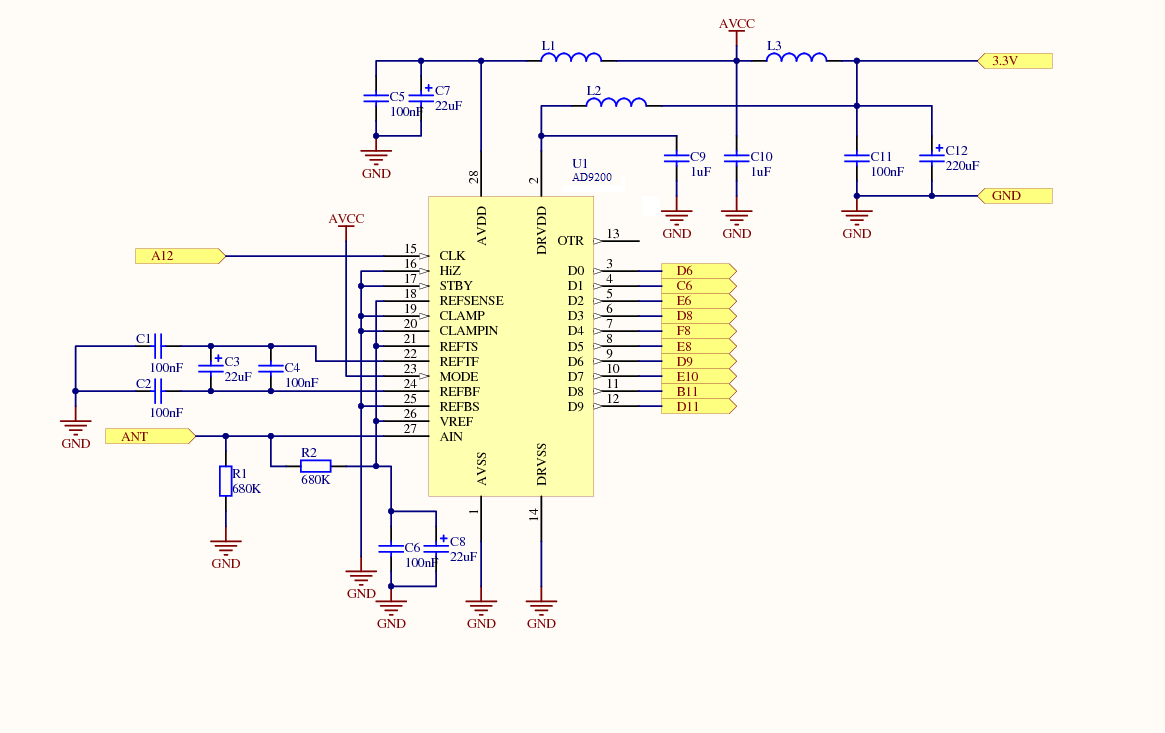 AVCC
L1
L3
3.3V
C5
100nF
C7
22uF
L2
GND
28
2
U1
AD9200
C9
1uF
C10
1uF
C11
100nF
C12
220uF
GND
GND
GND
GND
AVCC
AVDD
DRVDD
OTR
13
A12
15
CLK
16
HiZ
17
STBY
18
REFSENSE
19
CLAMP
20
CLAMPIN
21
REFTS
22
REFTF
23
MODE
24
REFBF
25
REFBS
26
VREF
27
AIN
D0
3
D6
D1
4
C6
D2
5
E6
D3
6
D8
D4
7
F8
D5
8
E8
D6
9
D9
D7
10
E10
D8
11
B11
D9
12
D11
C1
100nF
C3
22uF
C4
100nF
C2
100nF
GND
ANT
R1
680K
R2
680K
AVSS
DRVSS
1
14
GND
C6
100nF
C8
22uF
GND
GND
GND
GND